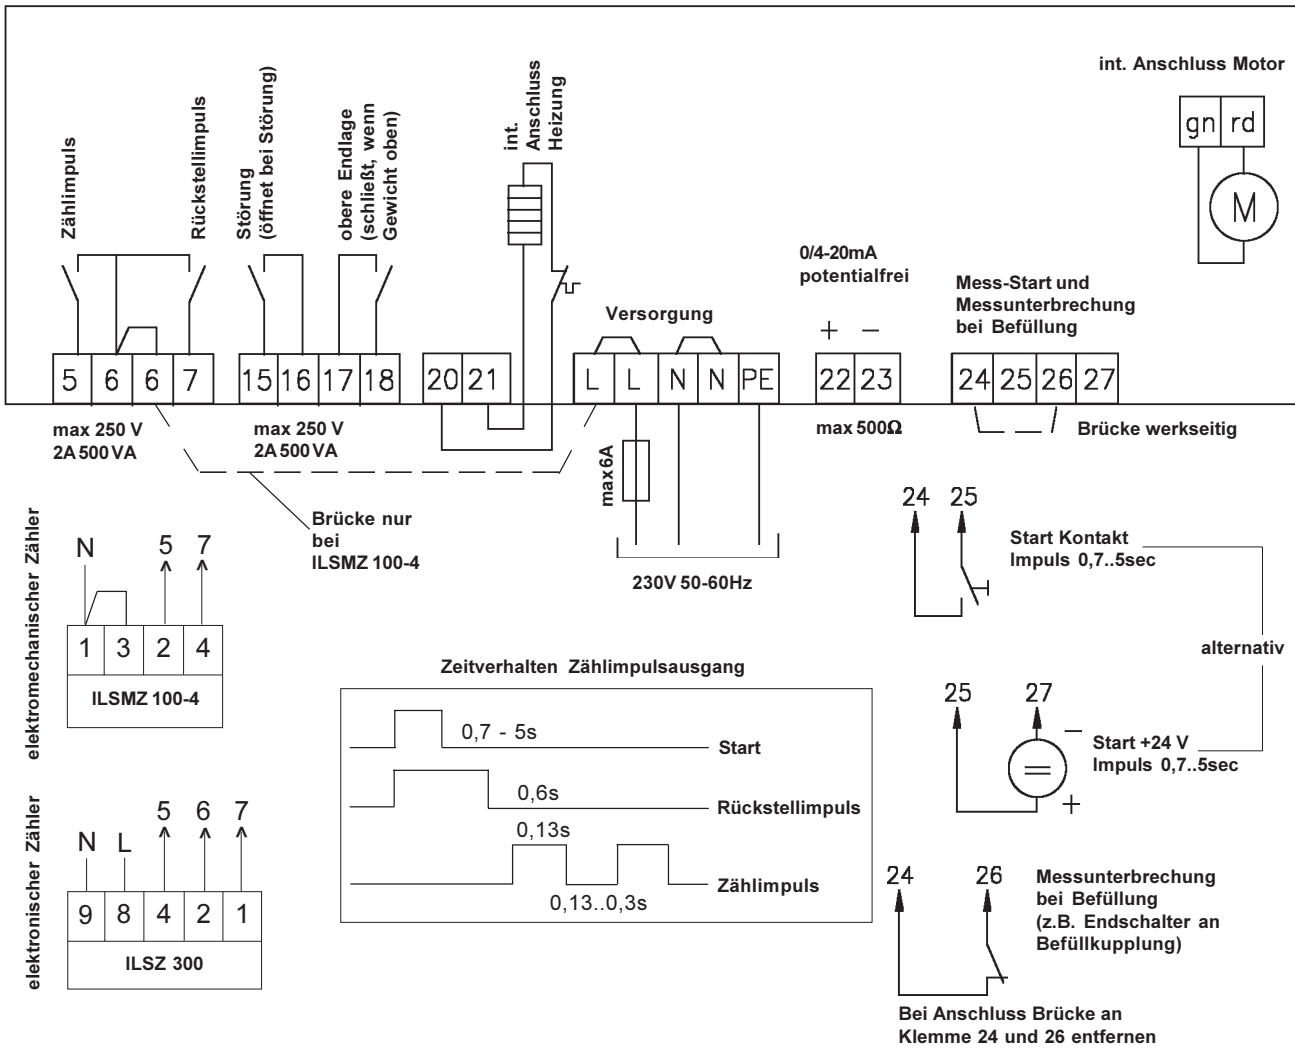 int. Anschluss Motor
gn rd
M
Zählimpuls
Rückstellimpuls
Störung
(öffnet bei Störung)
obere Endlage
(schließt, wenn
Gewicht oben)
int.
Anschluss
Heizung
0/4-20mA
potentialfrei
+ −
Mess-Start und
Messunterbrechung
bei Befüllung
Versorgung
5 6 6 7
15 16 17 18
20 21
L L N N PE
22 23
24 25 26 27
max 250 V
2A 500 VA
max 250 V
2A 500 VA
max6A
max 500Ω
Brücke werkseitig
Brücke nur
bei
ILSMZ 100-4
230V 50-60Hz
elektromechanischer Zähler
N 5 7
1 3 2 4
ILSMZ 100-4
24 25
Start Kontakt
Impuls 0,7..5sec
alternativ
25 27
−
+
Start +24 V
Impuls 0,7..5sec
Zeitverhalten Zählimpulsausgang
0,7 - 5s
Start
0,6s
Rückstellimpuls
0,13s
Zählimpuls
0,13..0,3s
elektronischer Zähler
N L 5 6 7
9 8 4 2 1
ILSZ 300
24 26
Messunterbrechung
bei Befüllung
(z.B. Endschalter an
Befüllkupplung)
Bei Anschluss Brücke an
Klemme 24 und 26 entfernen